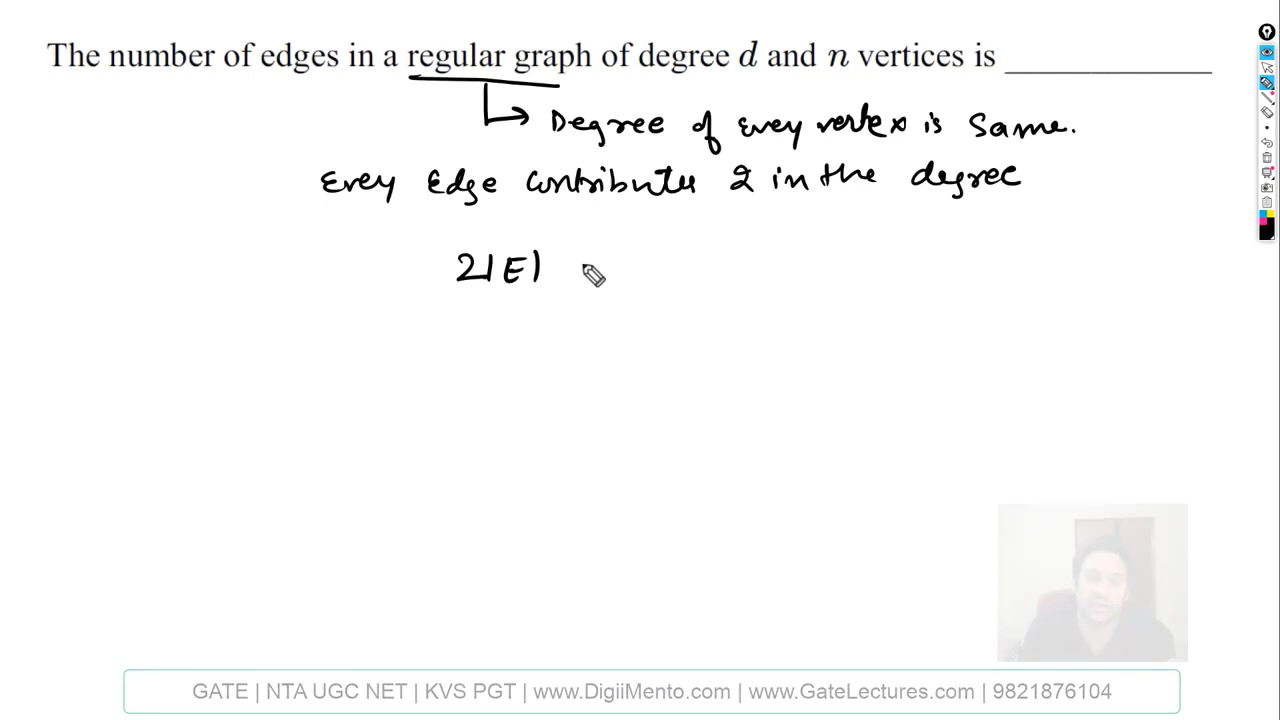 The number of edges in a regular graph of degree d and n vertices is ____________
Degree of Every vertex is Same.
Every Edge Contributes 2 in the degree
2|E|
GATE | NTA UGC NET | KVS PGT | www.DigiiMento.com | www.GateLectures.com | 9821876104